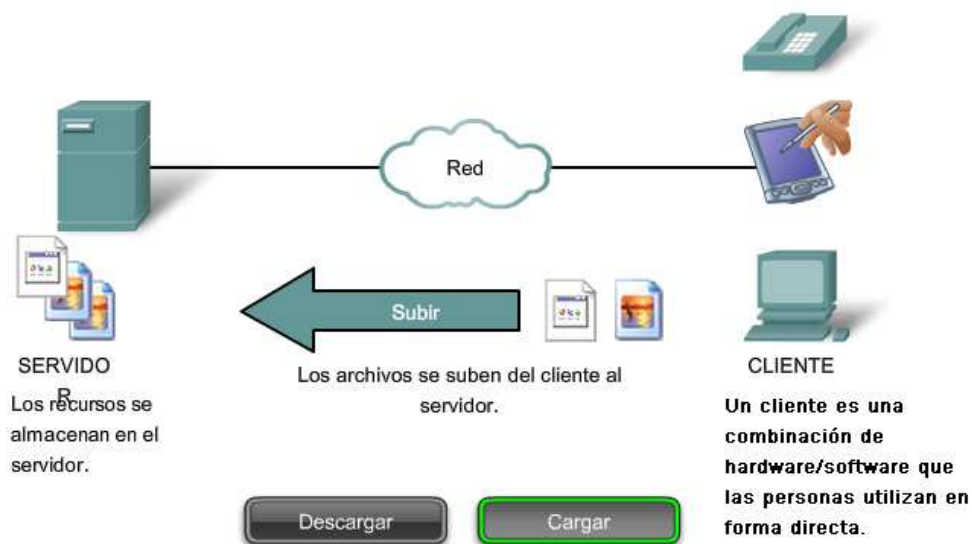 Red
Subir
SERVIDO
R
Los recursos se
almacenan en el
servidor.
Los archivos se suben del cliente al
servidor.
CLIENTE
Un cliente es una
combinación de
hardware/software que
las personas utilizan en
forma directa.
Descargar
Cargar